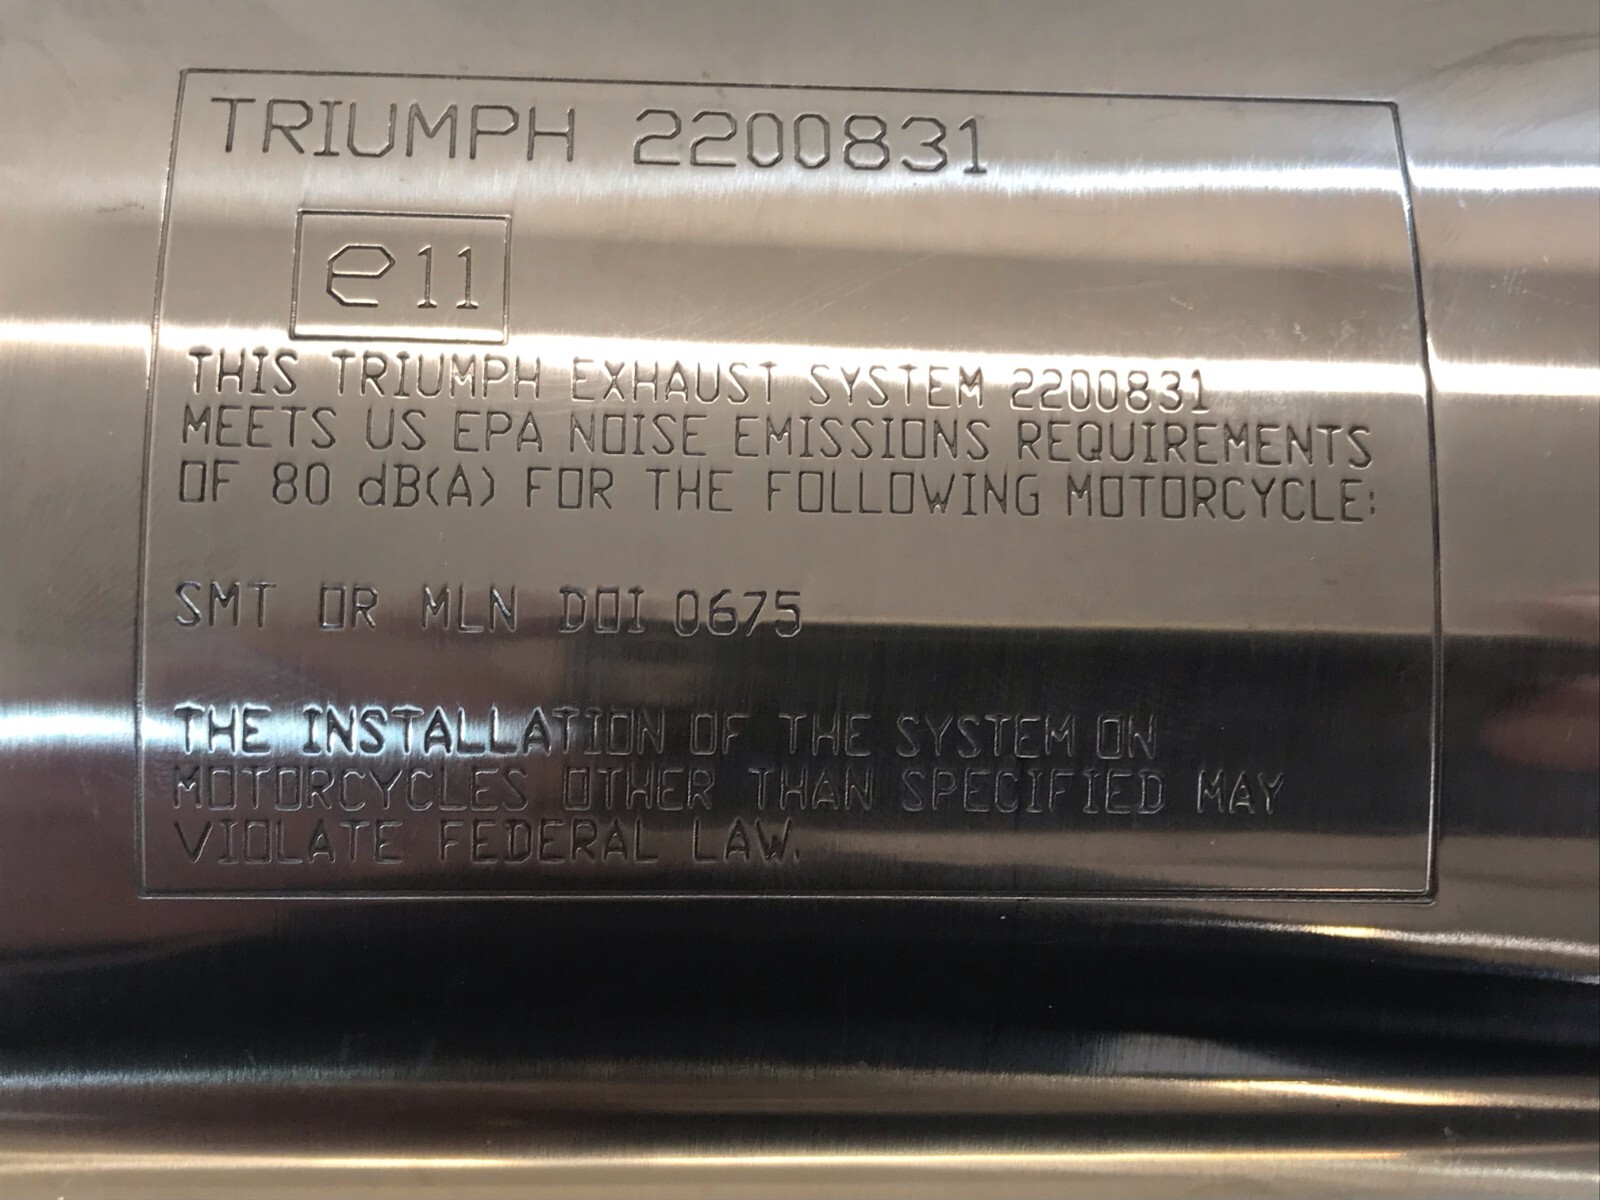 TRIUMPH 2200831
e11
THIS TRIUMPH EXHAUST SYSTEM 2200831
MEETS US EPA NOISE EMISSIONS REQUIREMENTS
OF 80 dB(A) FOR THE FOLLOWING MOTORCYCLE:
SMT OR MLN DOI 0675
THE INSTALLATION OF THE SYSTEM ON
MOTORCYCLES OTHER THAN SPECIFIED MAY
VIOLATE FEDERAL LAW.